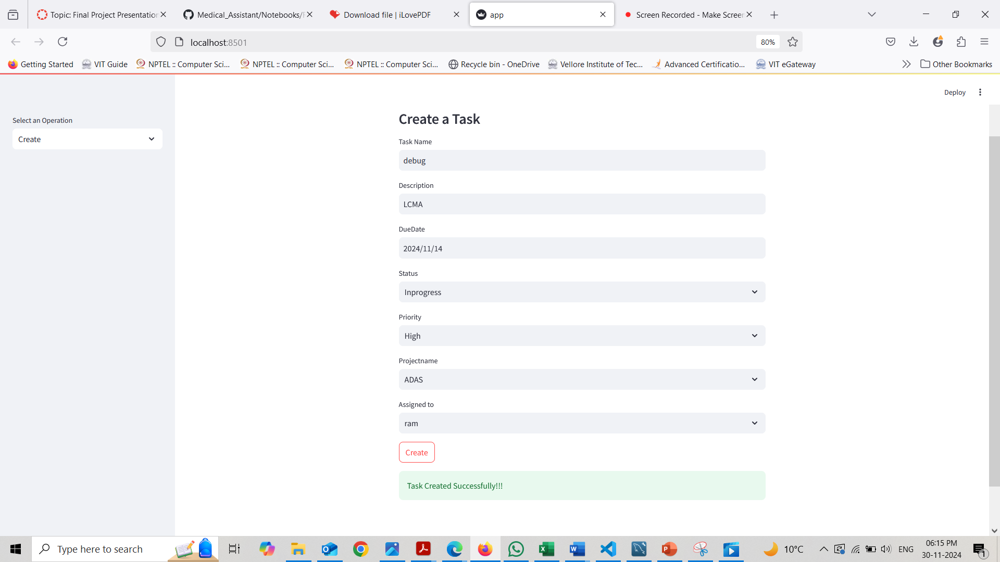 Topic: Final Project Presentation
Medical_Assistant/Notebooks/
Download file | iLovePDF
app
Screen Recorded - Make Screen
localhost:8501
80%
Getting Started
VIT Guide
NPTEL :: Computer Sci...
NPTEL :: Computer Sci...
NPTEL :: Computer Sci...
Recycle bin - OneDrive
Vellore Institute of Tec...
Advanced Certificatio...
VIT eGateway
Other Bookmarks
Deploy
Select an Operation
Create
Create a Task
Task Name
debug
Description
LCMA
DueDate
2024/11/14
Status
Inprogress
Priority
High
Projectname
ADAS
Assigned to
ram
Create
Task Created Successfully!!!
Type here to search
10°C
ENG
06:15 PM
30-11-2024
1